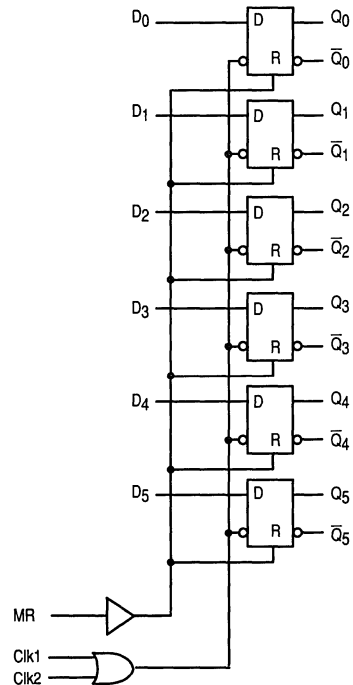 D0 D Q0
R Q̅0
D1 D Q1
R Q̅1
D2 D Q2
R Q̅2
D3 D Q3
R Q̅3
D4 D Q4
R Q̅4
D5 D Q5
R Q̅5
MR
Clk1
Clk2